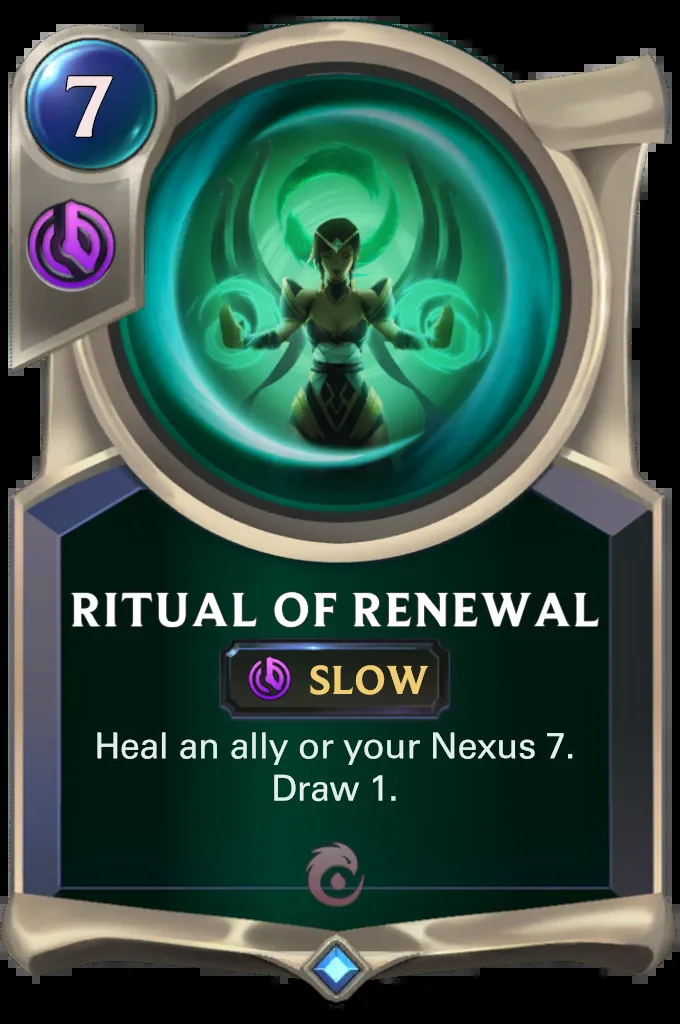 7
RITUAL OF RENEWAL
SLOW
Heal an ally or your Nexus 7.
Draw 1.